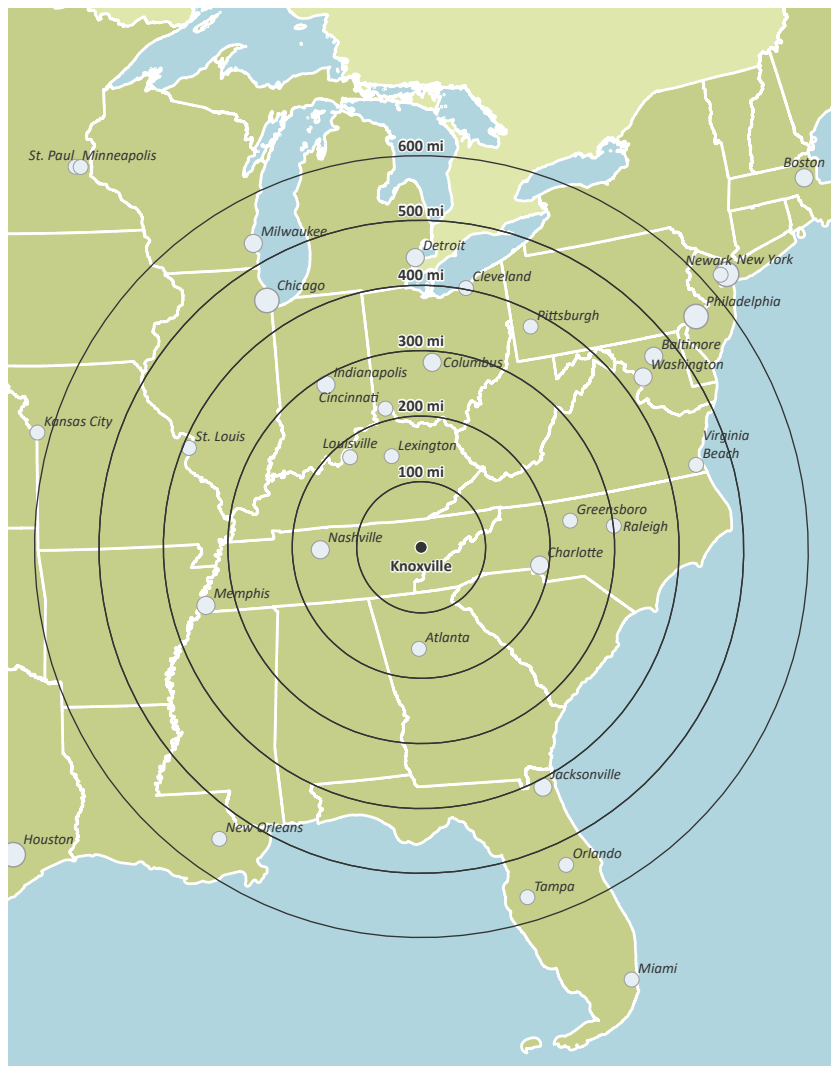 600 mi
St. Paul
Minneapolis
Boston
500 mi
Milwaukee
Detroit
Newark
New York
400 mi
Cleveland
Chicago
Philadelphia
Pittsburgh
300 mi
Baltimore
Columbus
Washington
Indianapolis
Cincinnati
200 mi
Kansas City
St. Louis
Virginia
Beach
Louisville
Lexington
100 mi
Greensboro
Raleigh
Nashville
Charlotte
Knoxville
Memphis
Atlanta
Jacksonville
New Orleans
Houston
Orlando
Tampa
Miami